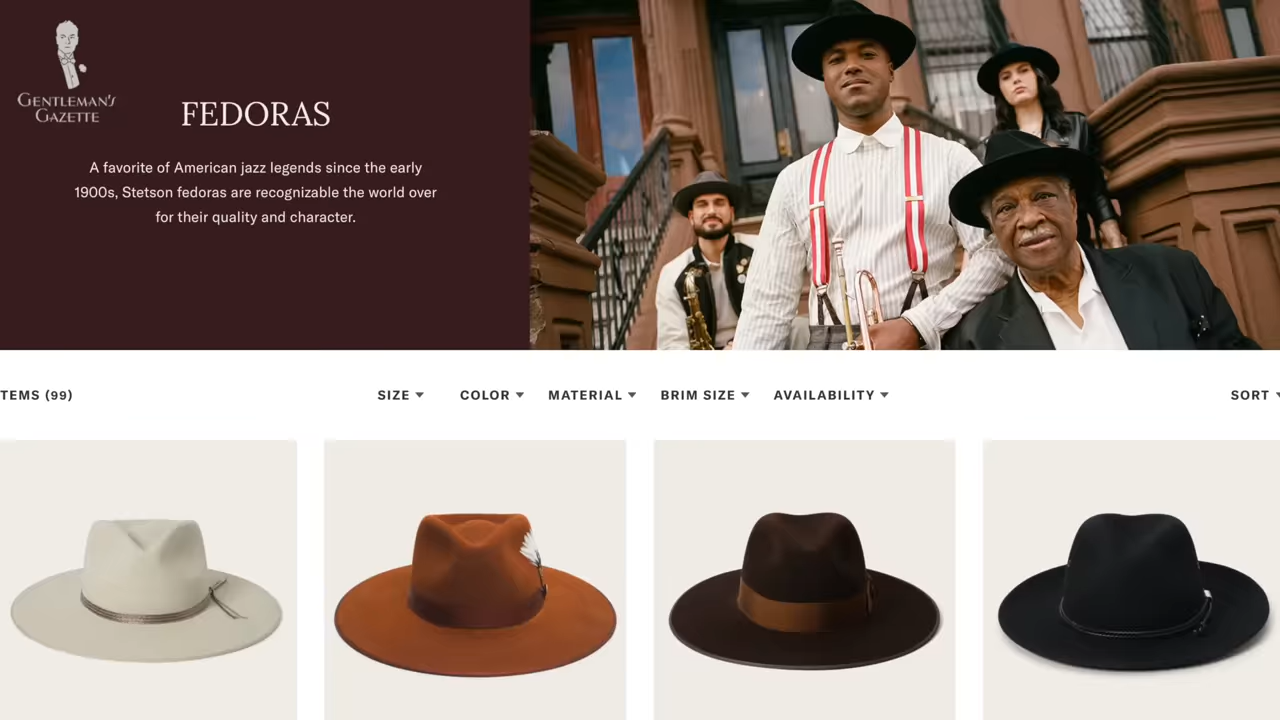 GENTLEMAN'S
GAZETTE
FEDORAS
A favorite of American jazz legends since the early
1900s, Stetson fedoras are recognizable the world over
for their quality and character.
TEMS (99)
SIZE
COLOR
MATERIAL
BRIM SIZE
AVAILABILITY
SORT